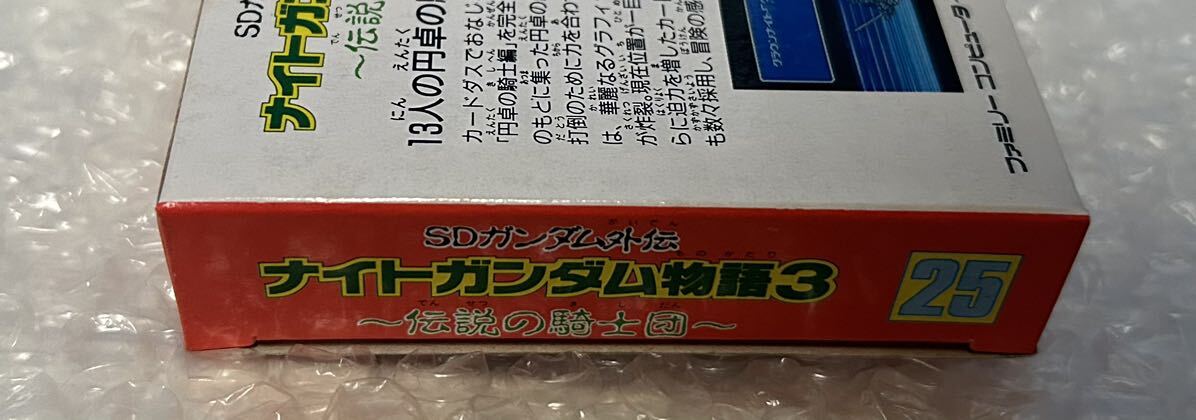 SDガンダム外伝
ナイトガンダム物語3
～伝説の騎士団～
25
SDガ
ナイトガン
～伝説
13人の円卓の
カードダスでおなじ
「円卓の騎士編」を完全
のもとに集った円卓の
打倒のために力を合わ
は、華麗なるグラフィ
が炸裂。現在位置が一目
らに迫力を増したカード
も数々採用し、冒険の感
ファミリー コンピュータ